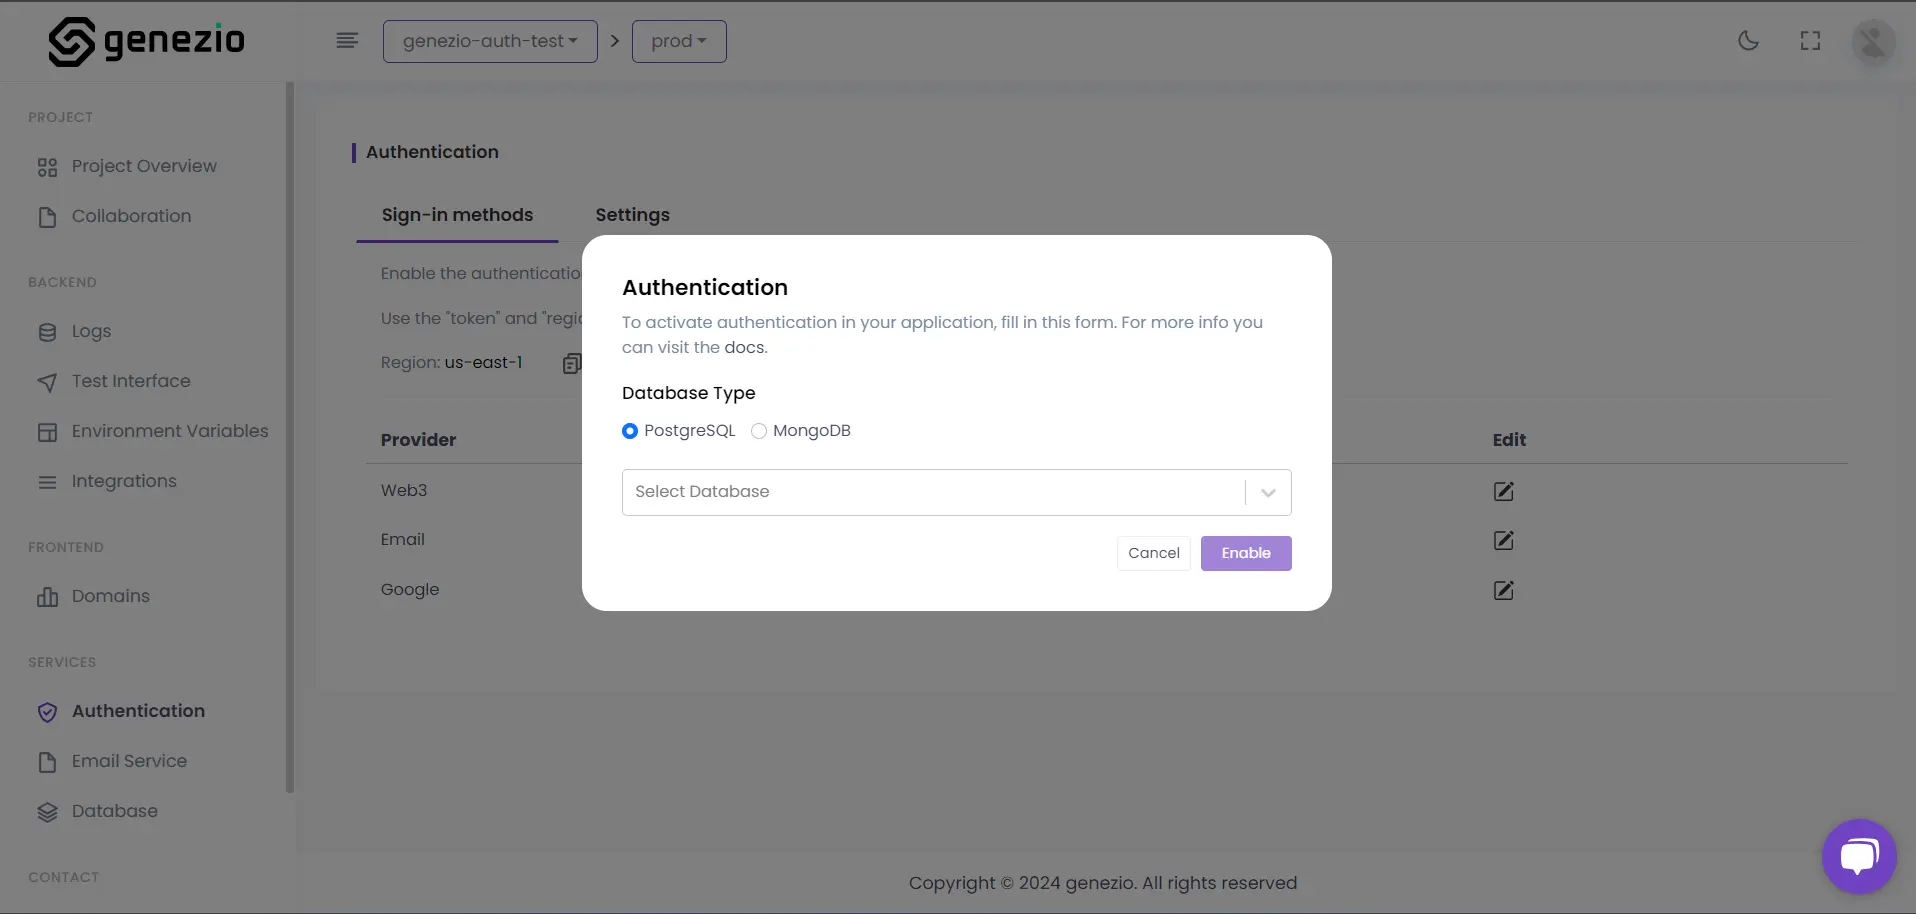 genezio
genezio-auth-test
prod
PROJECT
Project Overview
Collaboration
BACKEND
Logs
Test Interface
Environment Variables
Integrations
FRONTEND
Domains
SERVICES
Authentication
Email Service
Database
CONTACT
Authentication
Sign-in methods Settings
Enable the authenticatio
Use the "token" and "regi
Region: us-east-1
Provider Edit
Web3
Email
Google
Authentication
To activate authentication in your application, fill in this form. For more info you
can visit the docs.
Database Type
PostgreSQL MongoDB
Select Database
Cancel Enable
Copyright © 2024 genezio. All rights reserved